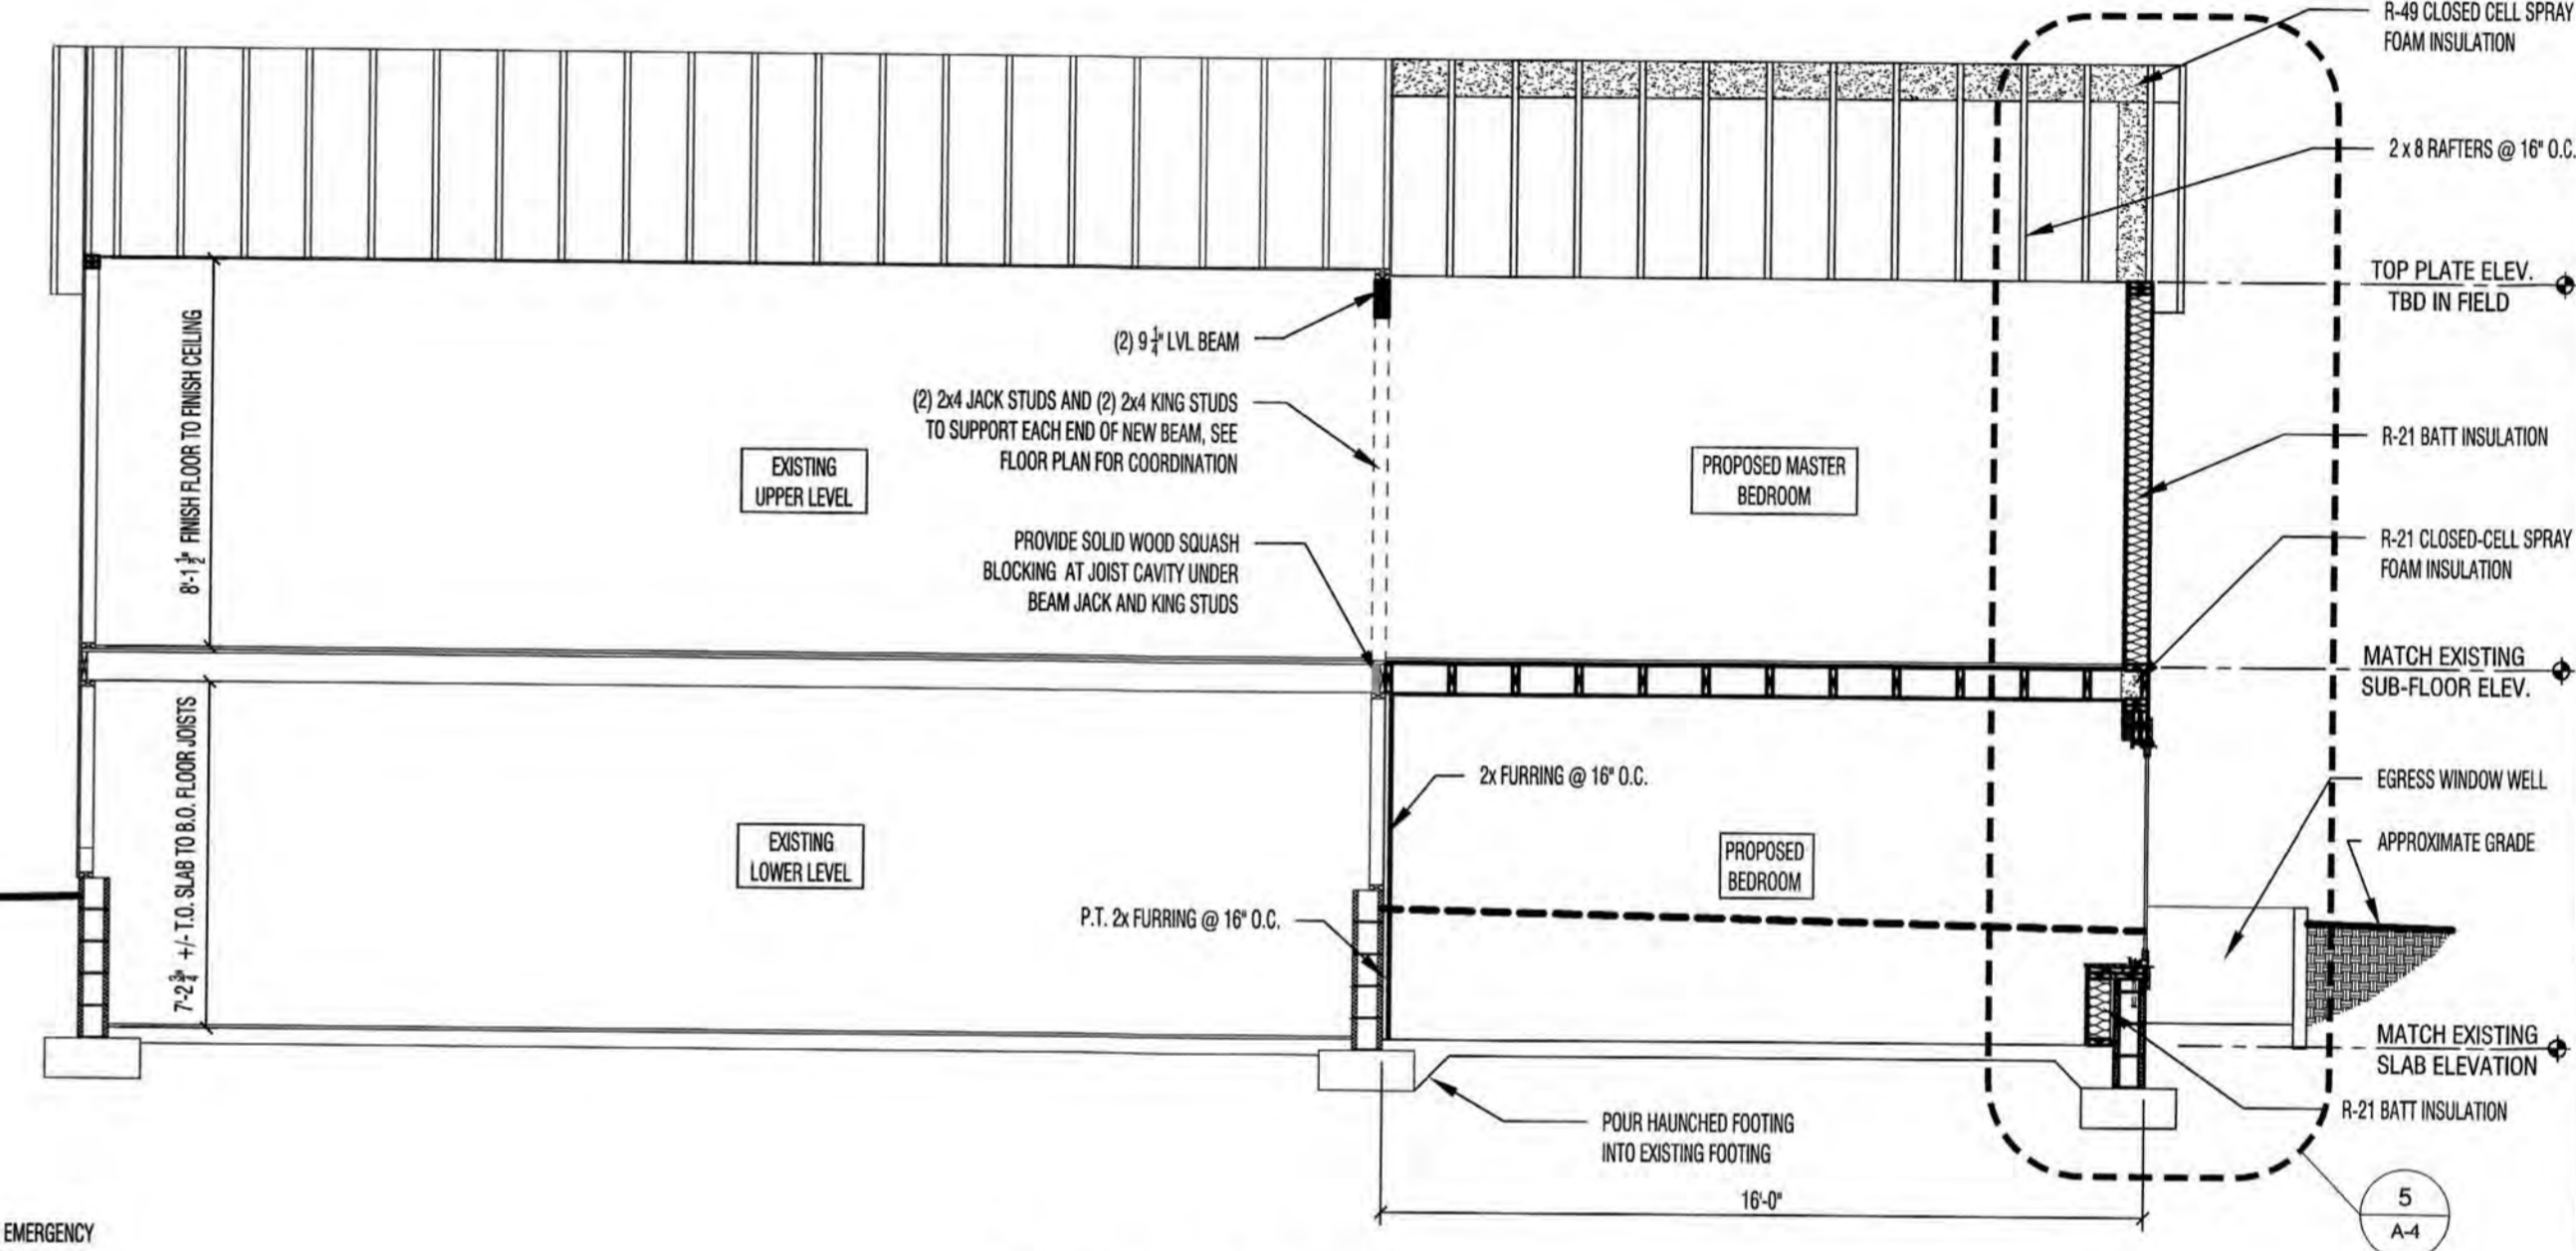 R-49 CLOSED CELL SPRAY
FOAM INSULATION
2 x 8 RAFTERS @ 16" O.C.
TOP PLATE ELEV.
TBD IN FIELD
(2) 9 1/4" LVL BEAM
8'-1 1/2" FINISH FLOOR TO FINISH CEILING
(2) 2x4 JACK STUDS AND (2) 2x4 KING STUDS
TO SUPPORT EACH END OF NEW BEAM, SEE
FLOOR PLAN FOR COORDINATION
EXISTING
UPPER LEVEL
PROPOSED MASTER
BEDROOM
R-21 BATT INSULATION
PROVIDE SOLID WOOD SQUASH
BLOCKING AT JOIST CAVITY UNDER
BEAM JACK AND KING STUDS
R-21 CLOSED-CELL SPRAY
FOAM INSULATION
MATCH EXISTING
SUB-FLOOR ELEV.
7'-2 3/4" +/- T.O. SLAB TO B.O. FLOOR JOISTS
2x FURRING @ 16" O.C.
EGRESS WINDOW WELL
APPROXIMATE GRADE
EXISTING
LOWER LEVEL
PROPOSED
BEDROOM
P.T. 2x FURRING @ 16" O.C.
MATCH EXISTING
SLAB ELEVATION
R-21 BATT INSULATION
POUR HAUNCHED FOOTING
INTO EXISTING FOOTING
16'-0"
5
A-4
EMERGENCY